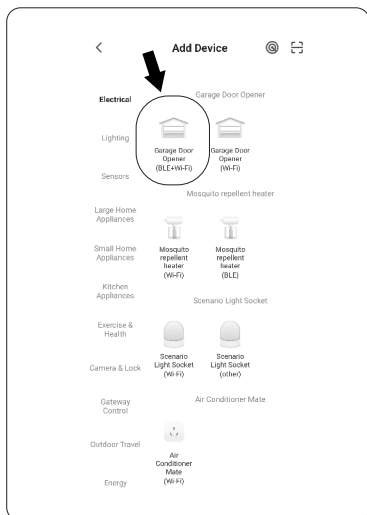 Add Device
Electrical
Lighting
Sensors
Large Home
Appliances
Small Home
Appliances
Kitchen
Appliances
Exercise &
Health
Camera & Lock
Gateway
Control
Outdoor Travel
Energy
Garage Door Opener
Garage Door
Opener
(BLE+Wi-Fi)
Garage Door
Opener
(Wi-Fi)
Mosquito repellent heater
Mosquito
repellent
heater
(Wi-Fi)
Mosquito
repellent
heater
(BLE)
Scenario Light Socket
Scenario
Light Socket
(Wi-Fi)
Scenario
Light Socket
(other)
Air Conditioner Mate
Air
Conditioner
Mate
(Wi-Fi)